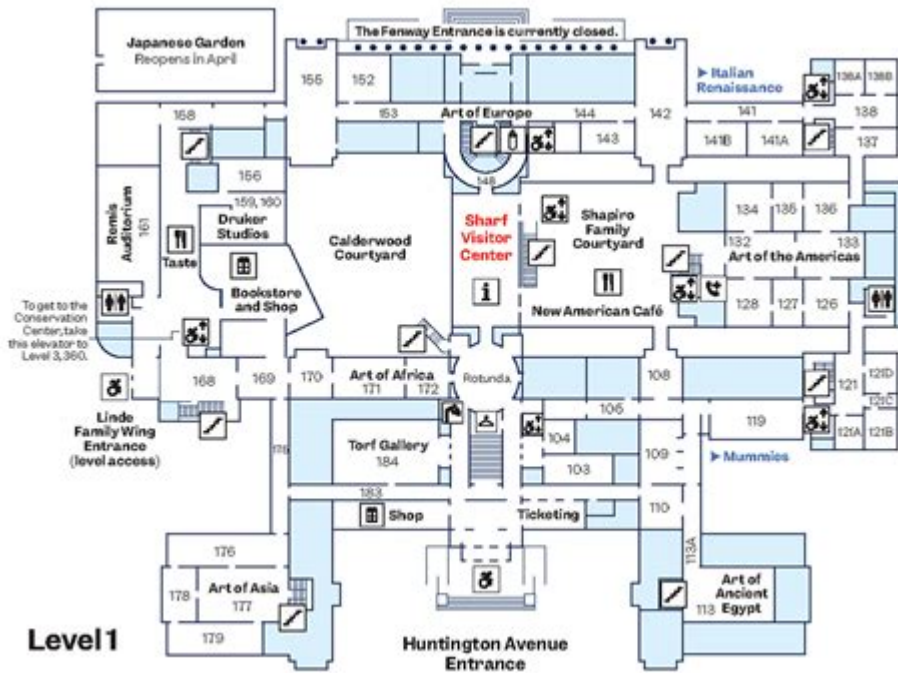 The Fenway Entrance is currently closed.
Japanese Garden
Reopens in April
155
152
Italian
Renaissance
136A
136B
168
153
Art of Europe
144
142
141
138
143
141B
141A
137
148
156
159, 160
Druker
Studios
Remis
Auditorium
161
Taste
Bookstore
and Shop
Calderwood
Courtyard
Sharf
Visitor
Center
i
Shapiro
Family
Courtyard
New American Café
134
135
136
132
133
Art of the Americas
128
127
126
To get to the
Conservation
Center, take
this elevator to
Level 3, 360.
168
169
170
Art of Africa
171
172
Rotunda
108
121
121D
121C
121A
121B
Linde
Family Wing
Entrance
(level access)
106
119
104
109
103
Mummies
Torf Gallery
184
175
183
Shop
Ticketing
110
113A
176
Art of Asia
178
177
179
Art of
Ancient
Egypt
113
Level 1
Huntington Avenue
Entrance